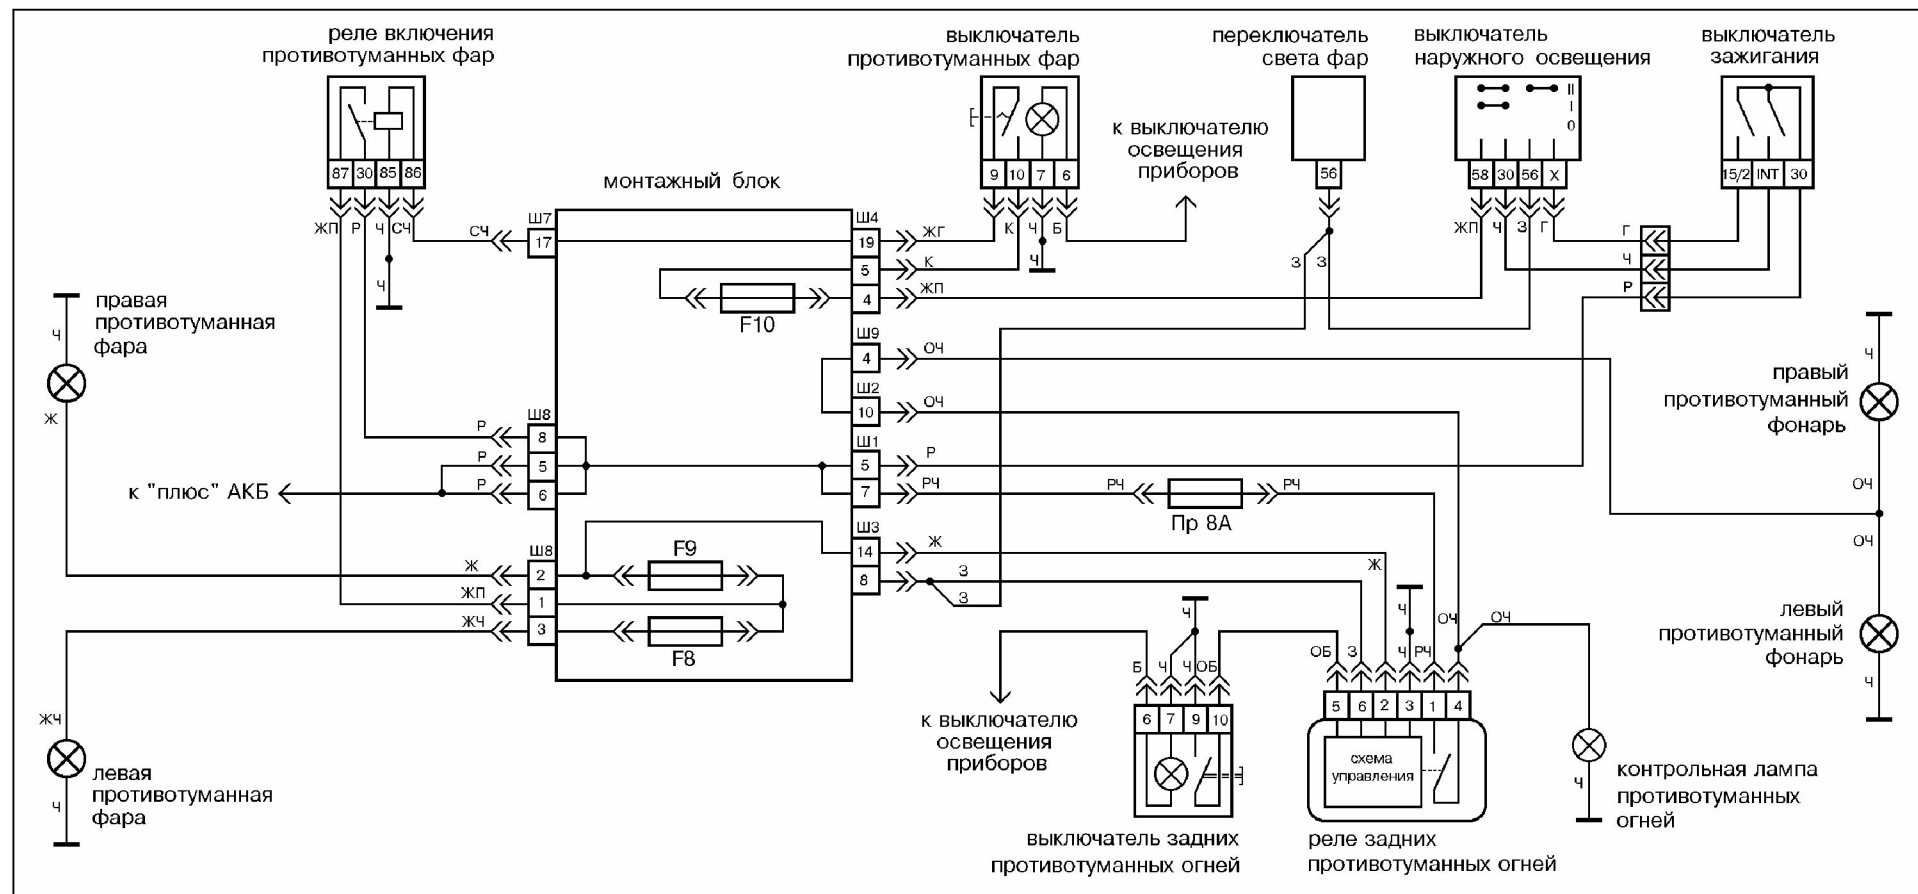 реле включения
противотуманных фар
87 30 85 86
ЖП Р Ч СЧ
Ч
монтажный блок
выключатель
противотуманных фар
9 10 7 6
К Ч Б
Ч
к выключателю
освещения
приборов
переключатель
света фар
56
З З
выключатель
наружного освещения
II
I
0
58 30 56 X
ЖП Ч З Г
выключатель
зажигания
15/2 INT 30
Г
Ч
Р
СЧ
Ш7
17
Ш4
19 ЖГ
5 К
4 ЖП
F10
Ш9
4 ОЧ
Ш2
10 ОЧ
Ш1
5 Р
7 РЧ
РЧ РЧ
Пр 8А
Ш3
14 Ж
8 З
З
правая
противотуманная
фара
Ч
Ж
Ш8
Р 8
Р 5
Р 6
к "плюс" АКБ
Ш8
Ж 2
ЖП 1
ЖЧ 3
F9
F8
ЖЧ
левая
противотуманная
фара
Ч
Ч
правый
противотуманный
фонарь
ОЧ
ОЧ
левый
противотуманный
фонарь
Ч
к выключателю
освещения
приборов
Ч
Б Ч Ч ОБ
6 7 9 10
выключатель задних
противотуманных огней
Ж
Ч
ОЧ ОЧ
ОБ З Ч РЧ
5 6 2 3 1 4
схема
управления
реле задних
противотуманных огней
Ч
контрольная лампа
противотуманных
огней